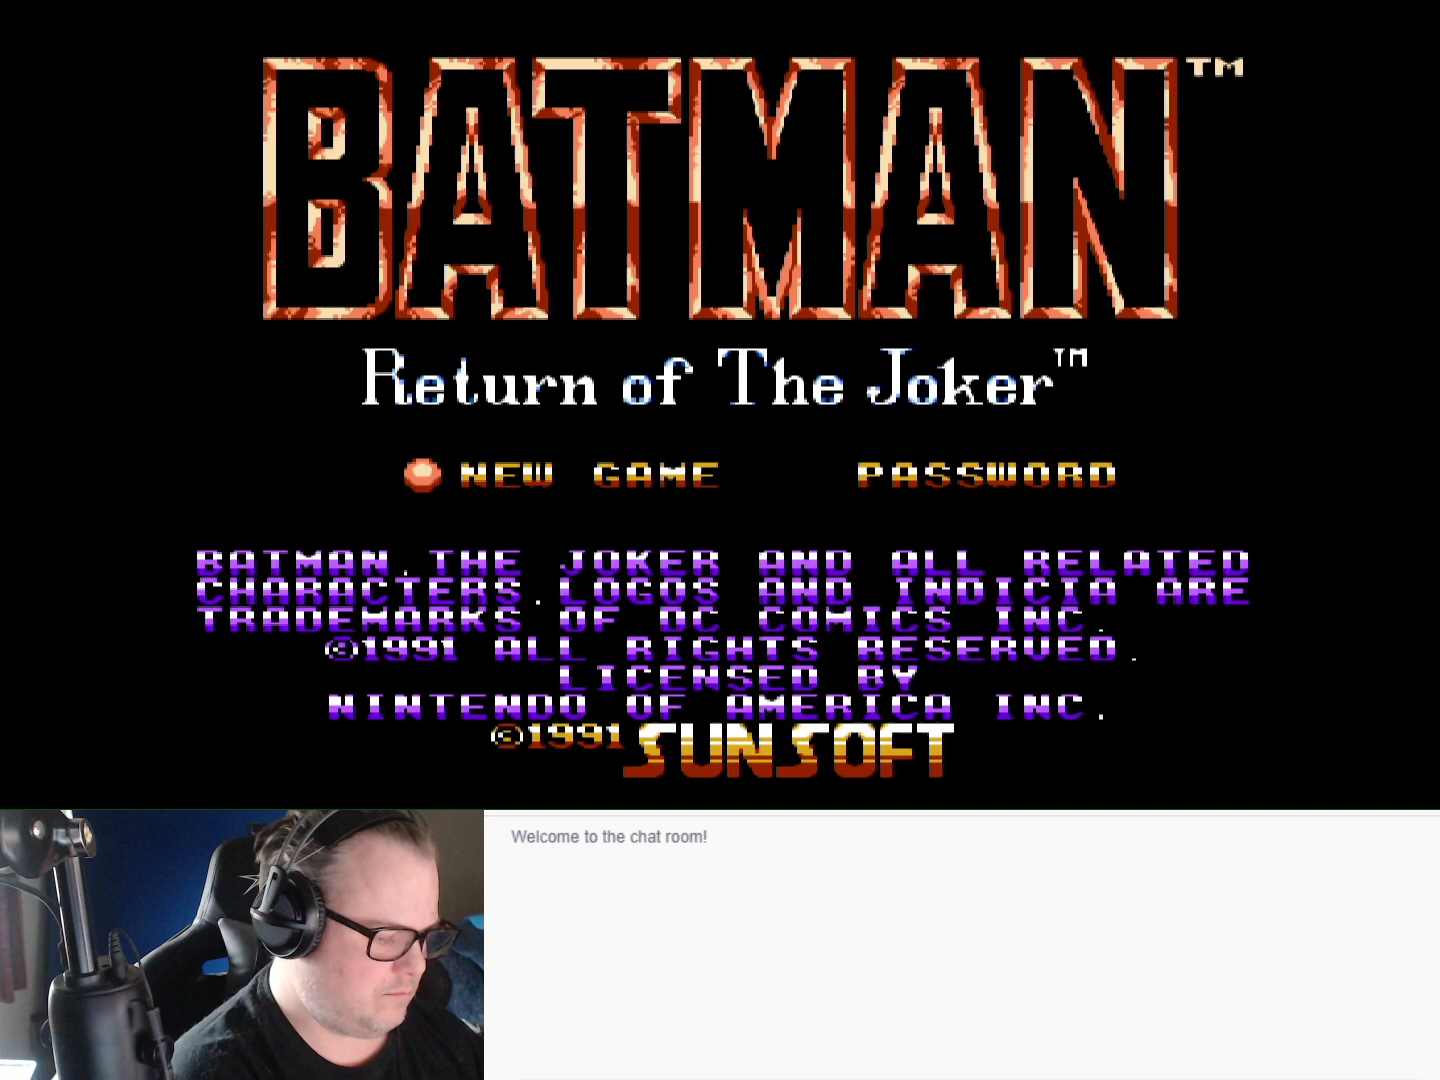 BATMAN™
Return of The Joker™
NEW GAME PASSWORD
BATMAN.THE JOKER AND ALL RELATED
CHARACTERS.LOGOS AND INDICIA ARE
TRADEMARKS OF DC COMICS INC.
©1991 ALL RIGHTS RESERVED.
LICENSED BY
NINTENDO OF AMERICA INC.
©1991 SUNSOFT
Welcome to the chat room!